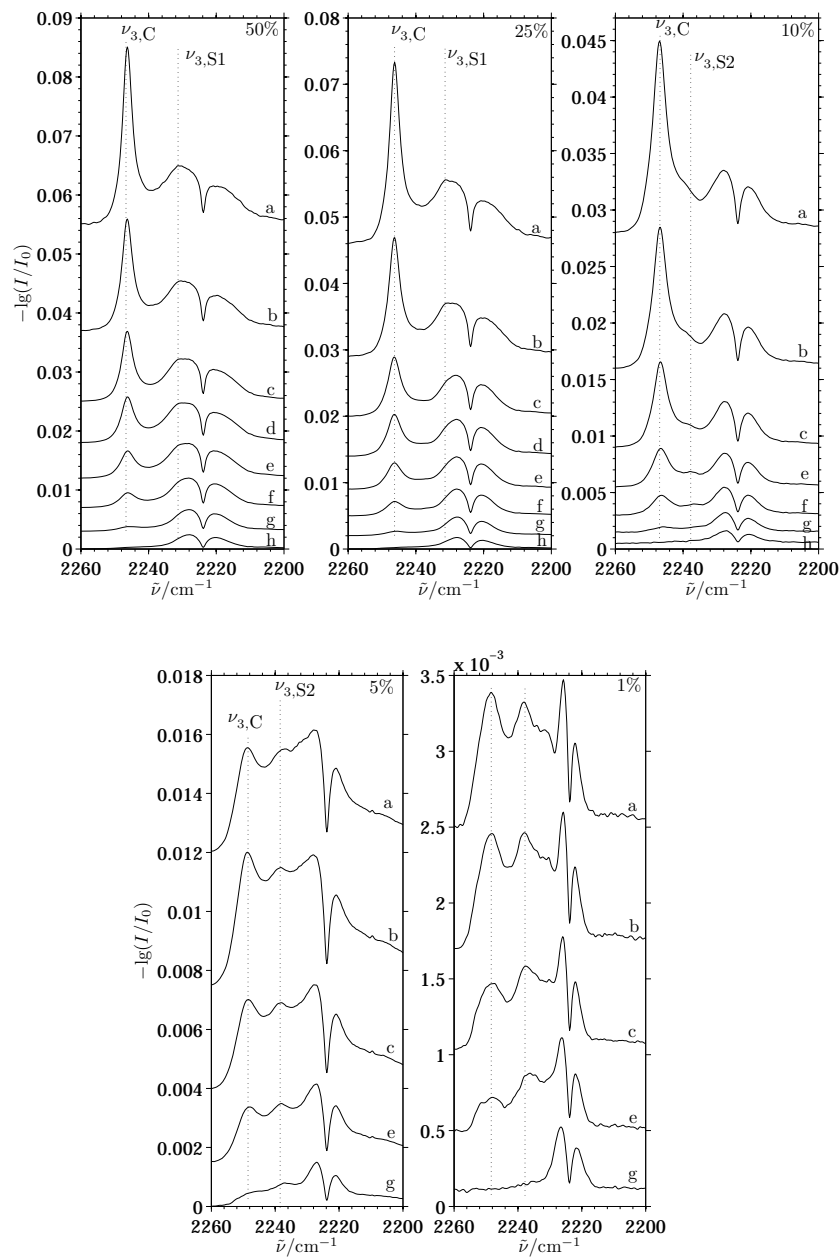 50%
ν3,C
ν3,S1
0.09
0.08
0.07
0.06
0.05
0.04
0.03
0.02
0.01
0
−lg(I/I0)
a
b
c
d
e
f
g
h
2260 2240 2220 2200
ν̃/cm−1
25%
ν3,C
ν3,S1
0.08
0.07
0.06
0.05
0.04
0.03
0.02
0.01
0
a
b
c
d
e
f
g
h
2260 2240 2220 2200
ν̃/cm−1
10%
ν3,C
ν3,S2
0.045
0.04
0.035
0.03
0.025
0.02
0.015
0.01
0.005
0
a
b
c
e
f
g
h
2260 2240 2220 2200
ν̃/cm−1
5%
ν3,S2
ν3,C
0.018
0.016
0.014
0.012
0.01
0.008
0.006
0.004
0.002
0
−lg(I/I0)
a
b
c
e
g
2260 2240 2220 2200
ν̃/cm−1
x 10−3
1%
3.5
3
2.5
2
1.5
1
0.5
0
a
b
c
e
g
2260 2240 2220 2200
ν̃/cm−1